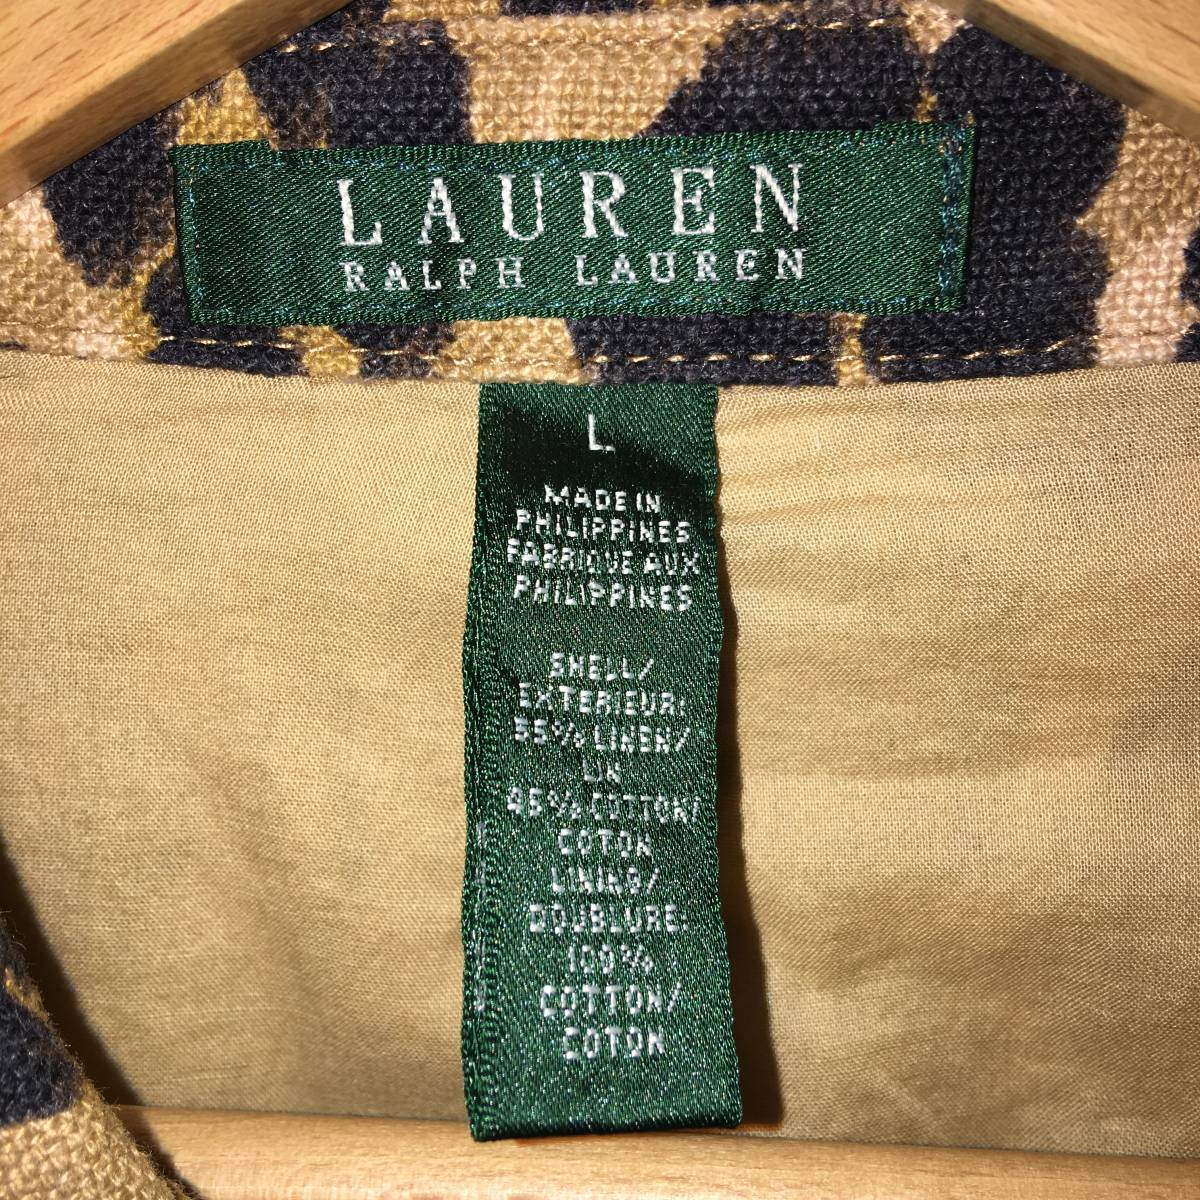 LAUREN
RALPH LAUREN
L
MADE IN
PHILIPPINES
FABRIQUE AUX
PHILIPPINES
SHELL/
EXTERIEUR:
55% LINEN/
LIN
45% COTTON/
COTON
LINING/
DOUBLURE:
100%
COTTON/
COTON